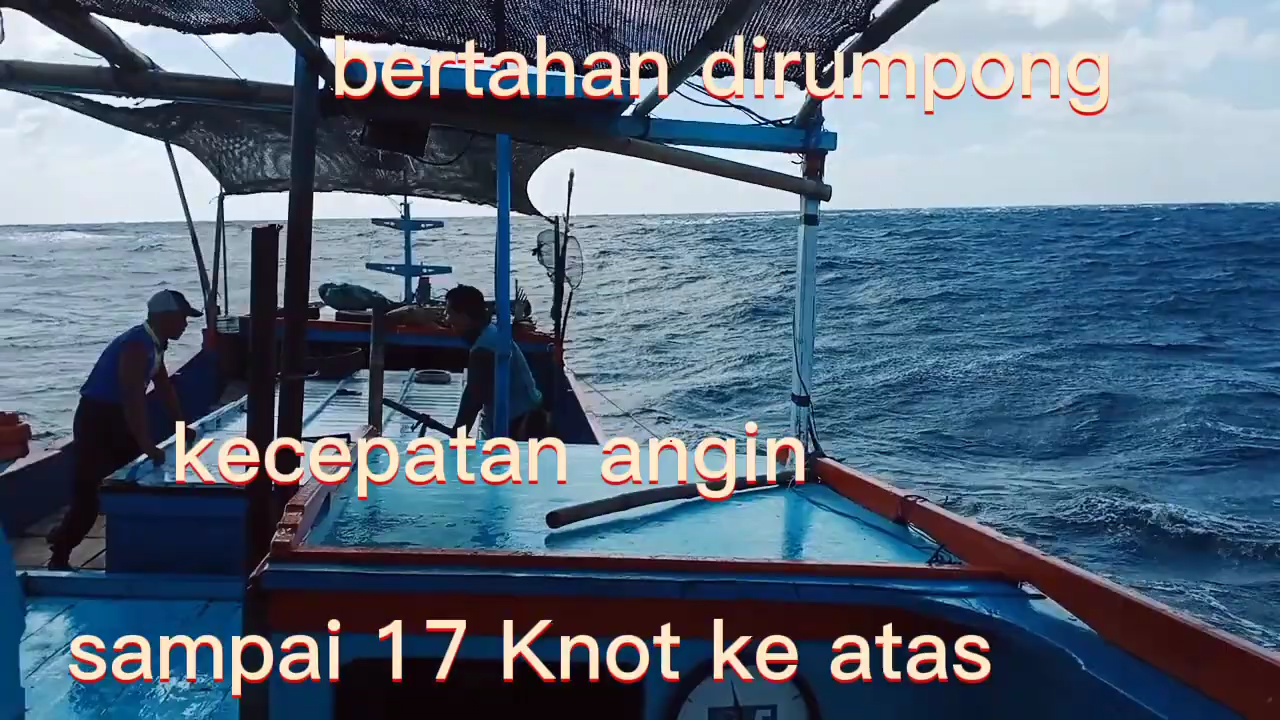 bertahan dirumpong
kecepatan angin
sampai 17 Knot ke atas